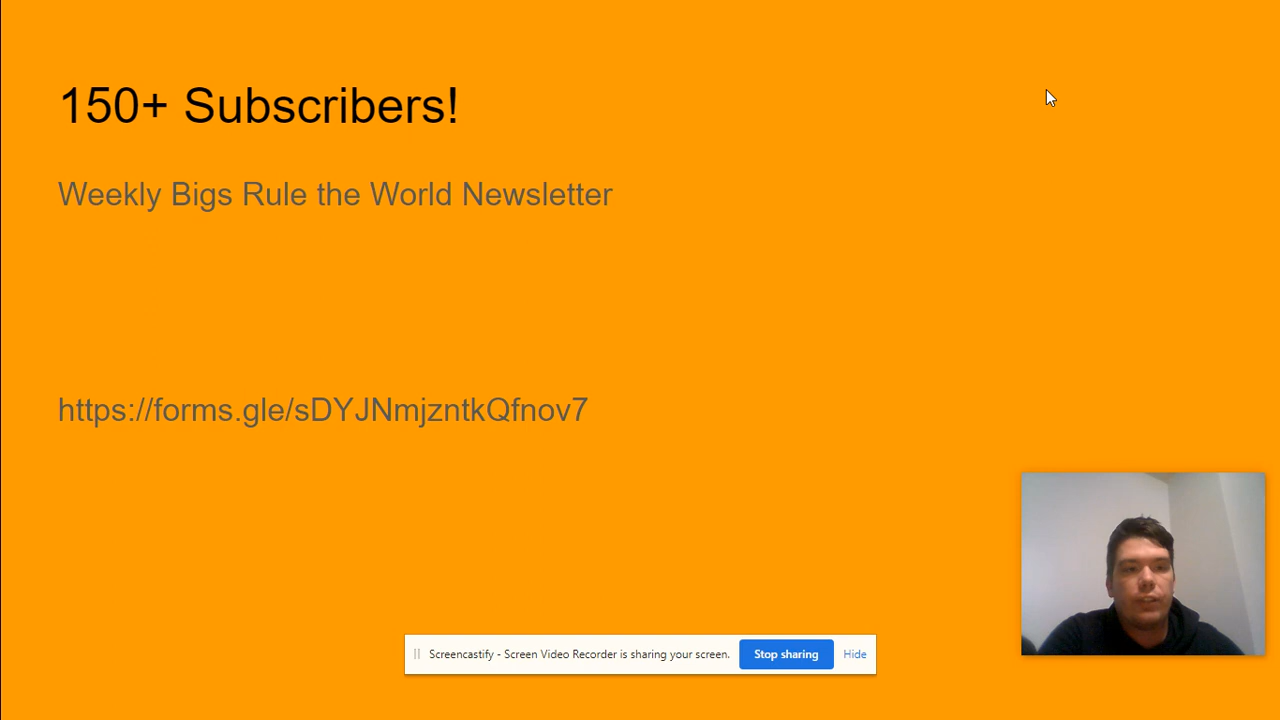 150+ Subscribers!
Weekly Bigs Rule the World Newsletter
https://forms.gle/sDYJNmjzntkQfnov7
Screencastify - Screen Video Recorder is sharing your screen. Stop sharing Hide